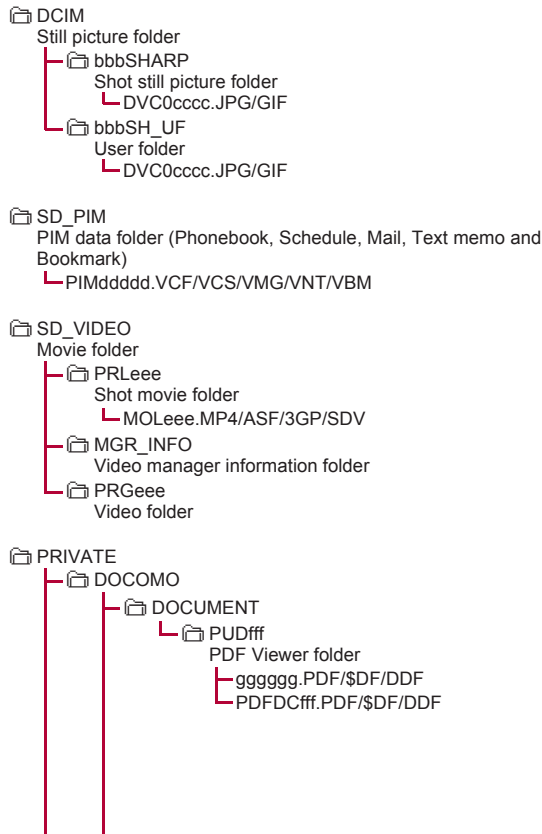 DCIM
Still picture folder
bbbSHARP
Shot still picture folder
DVC0cccc.JPG/GIF
bbbSH_UF
User folder
DVC0cccc.JPG/GIF
SD_PIM
PIM data folder (Phonebook, Schedule, Mail, Text memo and
Bookmark)
PIMddddd.VCF/VCS/VMG/VNT/VBM
SD_VIDEO
Movie folder
PRLeee
Shot movie folder
MOLeee.MP4/ASF/3GP/SDV
MGR_INFO
Video manager information folder
PRGeee
Video folder
PRIVATE
DOCOMO
DOCUMENT
PUDfff
PDF Viewer folder
gggggg.PDF/$DF/DDF
PDFDCfff.PDF/$DF/DDF